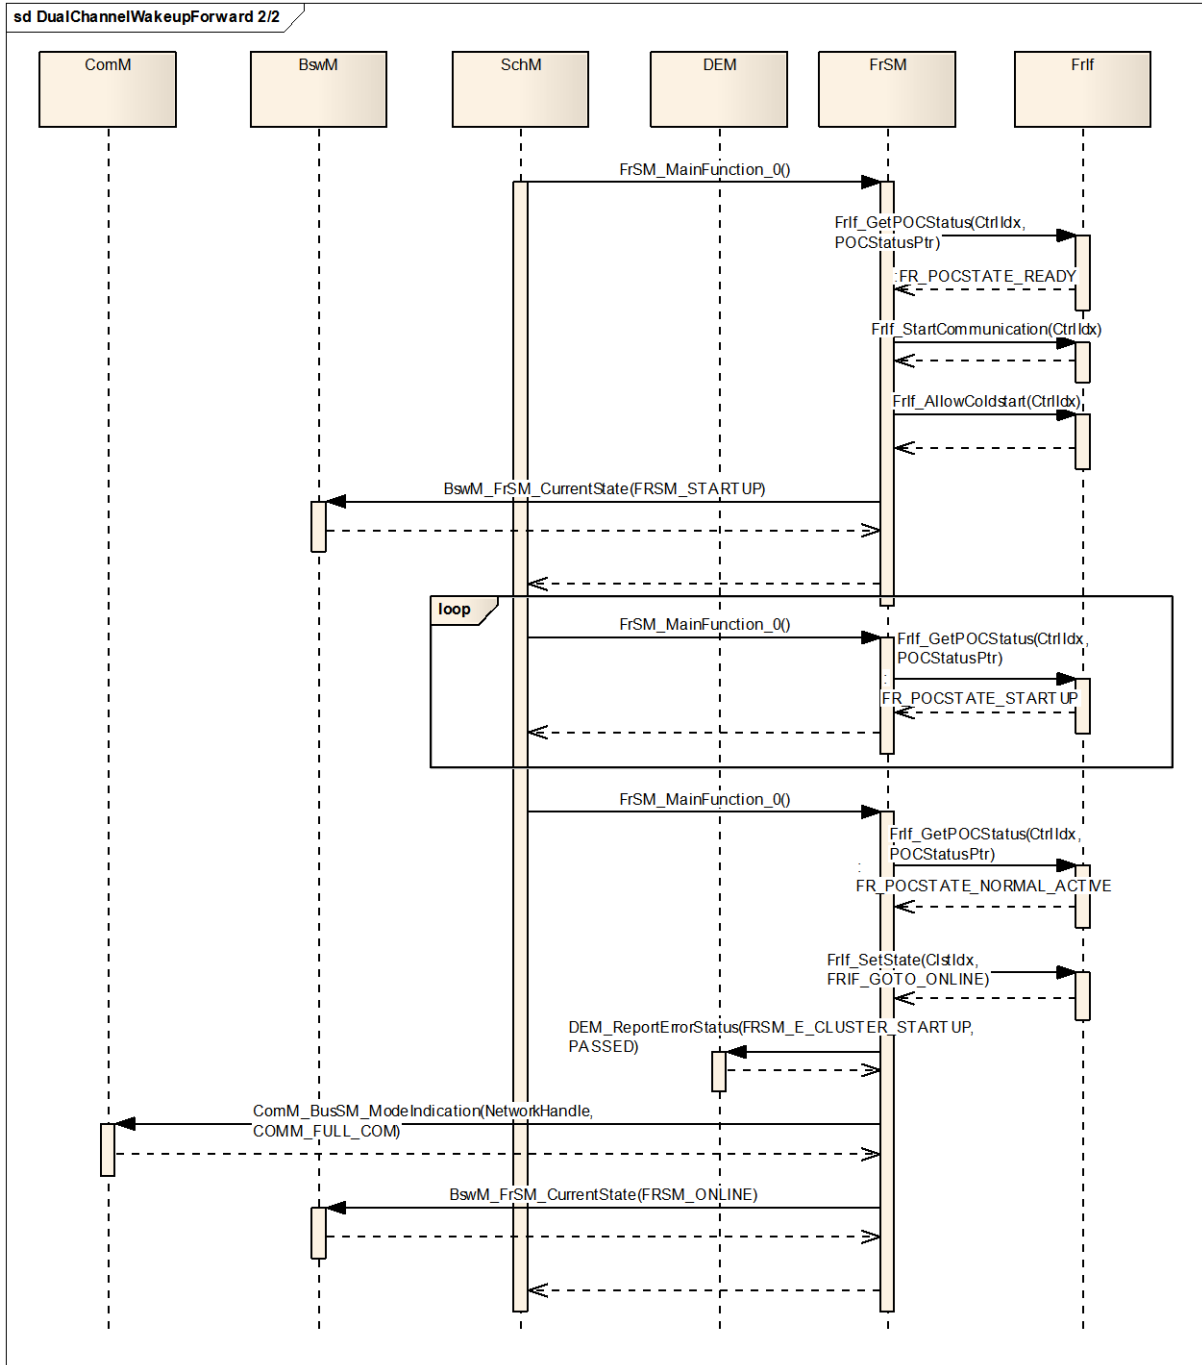 sd DualChannelWakeupForward 2/2
ComM
BswM
SchM
DEM
FrSM
FrIf
FrSM_MainFunction_0()
FrIf_GetPOCStatus(CtrlIdx,
POCStatusPtr)
:FR_POCSTATE_READY
FrIf_StartCommunication(CtrlIdx)
FrIf_AllowColdstart(CtrlIdx)
BswM_FrSM_CurrentState(FRSM_STARTUP)
loop
FrSM_MainFunction_0()
FrIf_GetPOCStatus(CtrlIdx,
POCStatusPtr)
:
FR_POCSTATE_STARTUP
FrSM_MainFunction_0()
FrIf_GetPOCStatus(CtrlIdx,
POCStatusPtr)
:
FR_POCSTATE_NORMAL_ACTIVE
FrIf_SetState(ClstIdx,
FRIF_GOTO_ONLINE)
DEM_ReportErrorStatus(FRSM_E_CLUSTER_STARTUP,
PASSED)
ComM_BusSM_ModeIndication(NetworkHandle,
COMM_FULL_COM)
BswM_FrSM_CurrentState(FRSM_ONLINE)